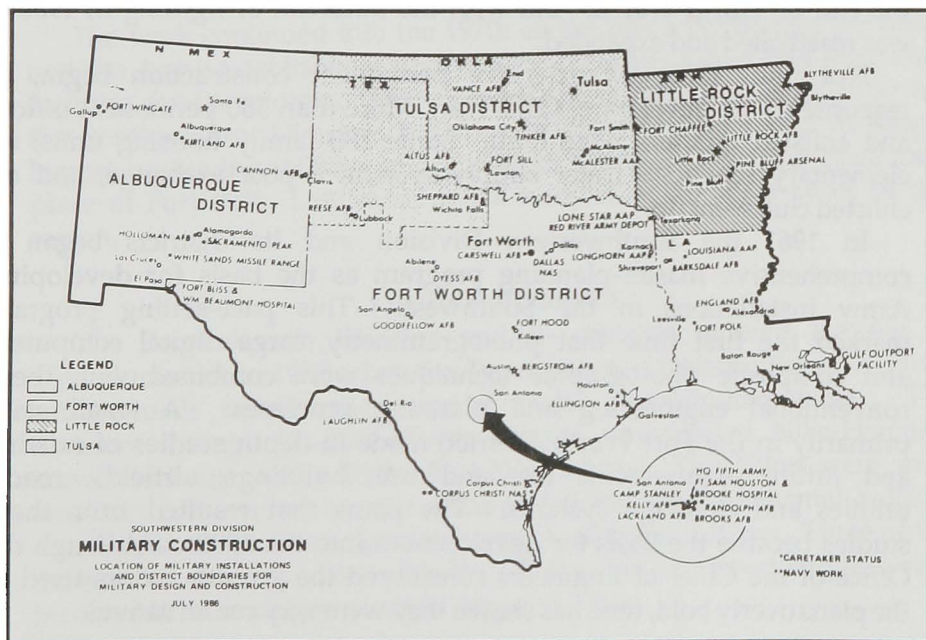 N MEX
OKLA
TEX
ARK
LA
Gallup
FORT WINGATE
Santa Fe
Albuquerque
KIRTLAND AFB
CANNON AFB
Clovis
ALBUQUERQUE
DISTRICT
HOLLOMAN AFB
Alamogordo
SACRAMENTO PEAK
Las Cruces
WHITE SANDS MISSILE RANGE
El Paso
FORT BLISS &
WM. BEAUMONT HOSPITAL
VANCE AFB
Tulsa
TULSA DISTRICT
Oklahoma City
TINKER AFB
McAlester
McALESTER AAP
ALTUS AFB
Altus
FORT SILL
Lawton
SHEPPARD AFB
Wichita Falls
REESE AFB
Lubbock
LITTLE ROCK
DISTRICT
BLYTHEVILLE AFB
Blytheville
Fort Smith
FORT CHAFFEE
LITTLE ROCK AFB
Little Rock
PINE BLUFF ARSENAL
Pine Bluff
LONE STAR AAP
RED RIVER ARMY DEPOT
Texarkana
Fort Worth
CARSWELL AFB
Dallas
DALLAS
NAS
Karnack
LONGHORN AAP
Shreveport
LOUISIANA AAP
BARKSDALE AFB
Abilene
DYESS AFB
FORT WORTH DISTRICT
San Angelo
GOODFELLOW AFB
FORT HOOD
Killeen
ENGLAND AFB
Alexandria
Leesville
FORT POLK
Austin
BERGSTROM AFB
Baton Rouge
New Orleans
GULF OUTPORT
FACILITY
San Antonio
Houston
ELLINGTON AFB
Galveston
Del Rio
LAUGHLIN AFB
Corpus Christi
**CORPUS CHRISTI NAS
San Antonio
CAMP STANLEY
KELLY AFB
LACKLAND AFB
HQ FIFTH ARMY,
FT SAM HOUSTON &
BROOKE HOSPITAL
RANDOLPH AFB
BROOKS AFB
LEGEND
ALBUQUERQUE
FORT WORTH
LITTLE ROCK
TULSA
SOUTHWESTERN DIVISION
MILITARY CONSTRUCTION
LOCATION OF MILITARY INSTALLATIONS
AND DISTRICT BOUNDARIES FOR
MILITARY DESIGN AND CONSTRUCTION
JULY 1986
*CARETAKER STATUS
**NAVY WORK